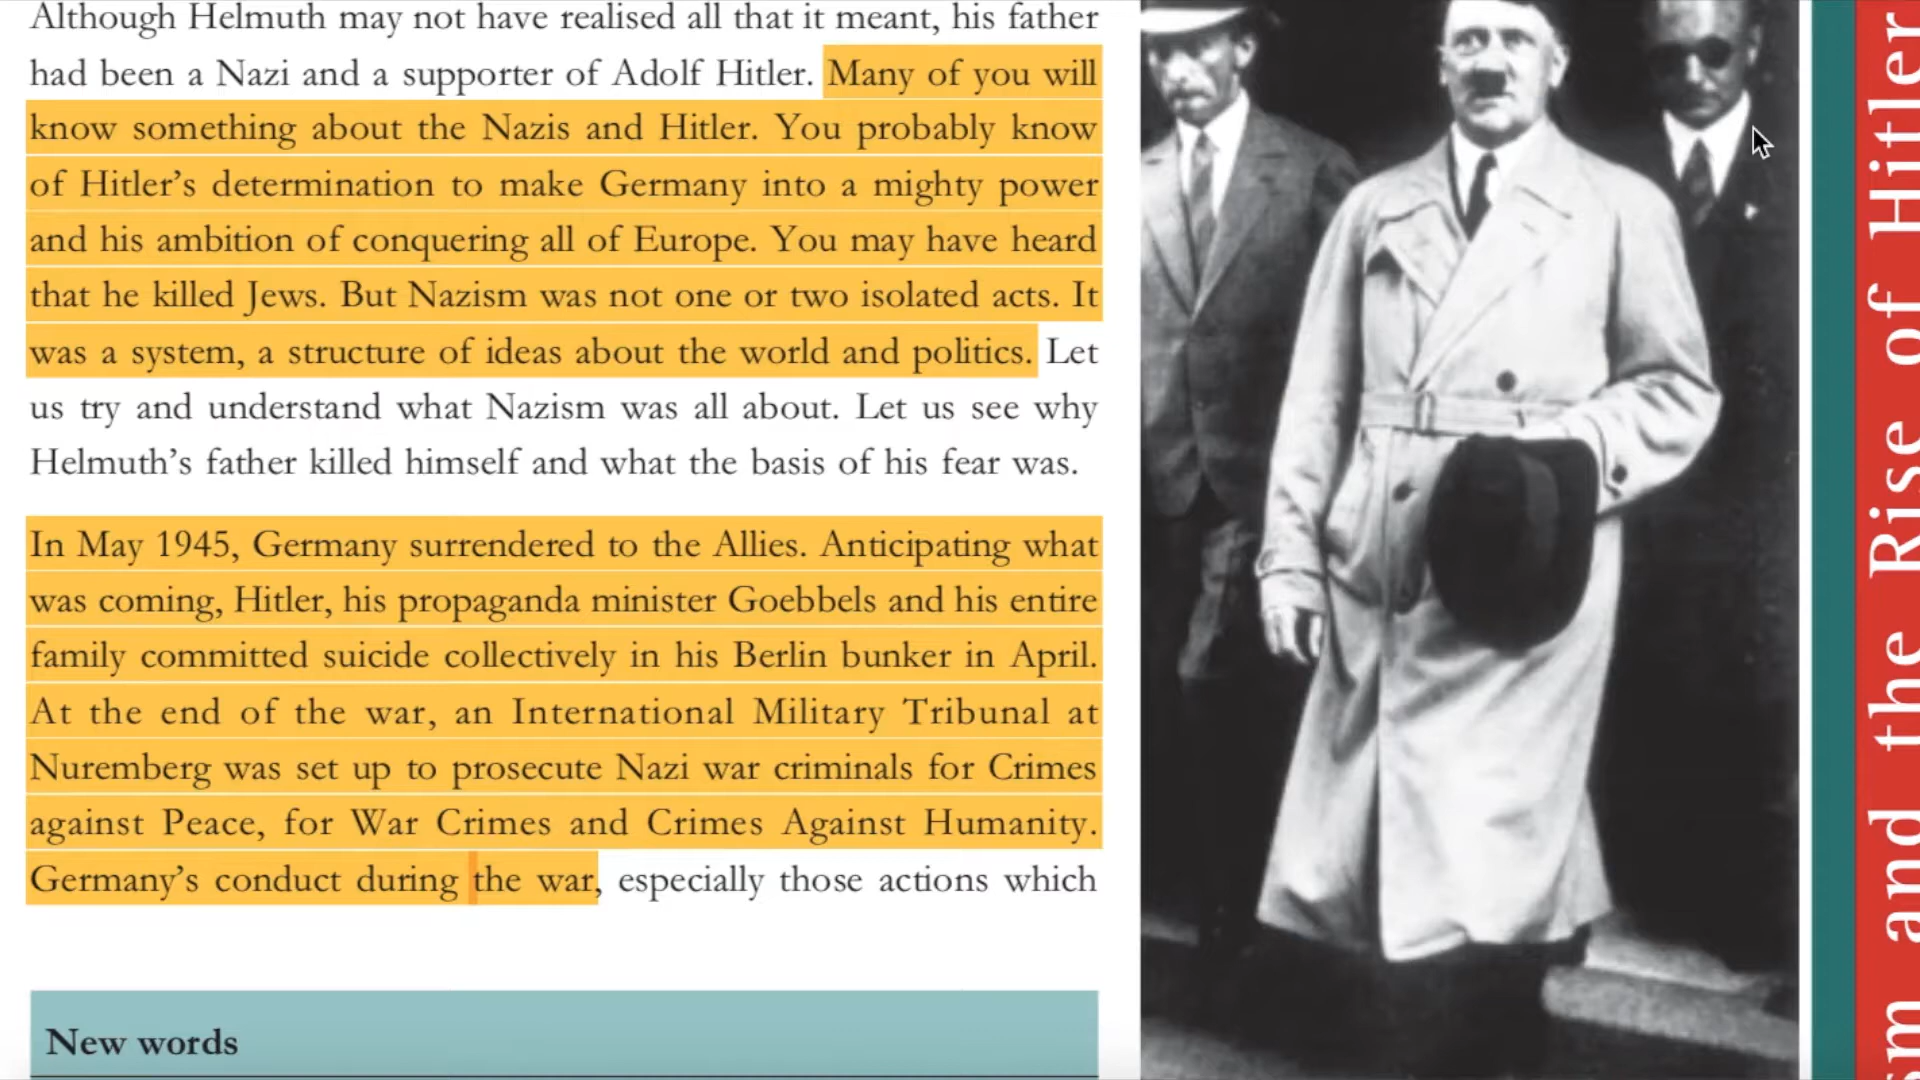 Although Helmuth may not have realised all that it meant, his father
had been a Nazi and a supporter of Adolf Hitler. Many of you will
know something about the Nazis and Hitler. You probably know
of Hitler’s determination to make Germany into a mighty power
and his ambition of conquering all of Europe. You may have heard
that he killed Jews. But Nazism was not one or two isolated acts. It
was a system, a structure of ideas about the world and politics. Let
us try and understand what Nazism was all about. Let us see why
Helmuth’s father killed himself and what the basis of his fear was.
In May 1945, Germany surrendered to the Allies. Anticipating what
was coming, Hitler, his propaganda minister Goebbels and his entire
family committed suicide collectively in his Berlin bunker in April.
At the end of the war, an International Military Tribunal at
Nuremberg was set up to prosecute Nazi war criminals for Crimes
against Peace, for War Crimes and Crimes Against Humanity.
Germany’s conduct during the war, especially those actions which
New words
sm and the Rise of Hitler